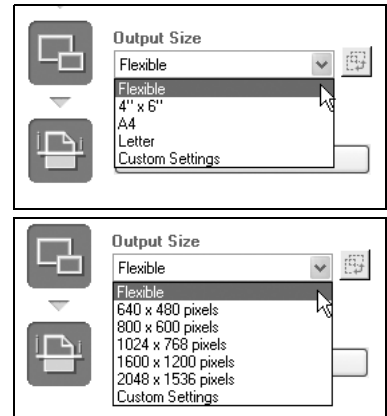 Output Size
Flexible
Flexible
4" x 6"
A4
Letter
Custom Settings
Output Size
Flexible
Flexible
640 x 480 pixels
800 x 600 pixels
1024 x 768 pixels
1600 x 1200 pixels
2048 x 1536 pixels
Custom Settings